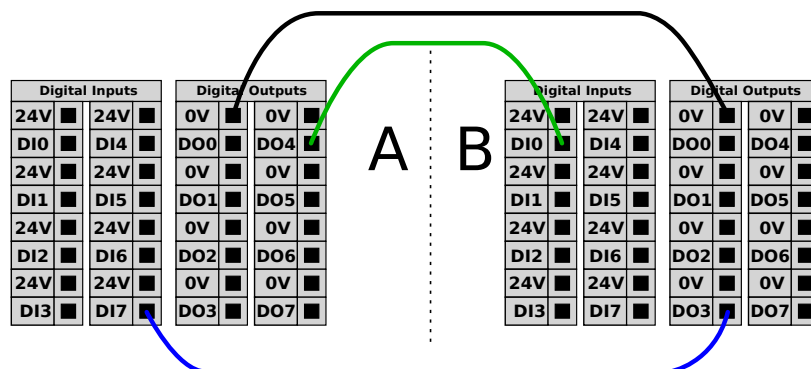 Digital Inputs Digital Outputs Digital Inputs Digital Outputs
24V 24V 0V 0V 24V 24V 0V 0V
DI0 DI4 DO0 DO4 A B DI0 DI4 DO0 DO4
24V 24V 0V 0V 24V 24V 0V 0V
DI1 DI5 DO1 DO5 DI1 DI5 DO1 DO5
24V 24V 0V 0V 24V 24V 0V 0V
DI2 DI6 DO2 DO6 DI2 DI6 DO2 DO6
24V 24V 0V 0V 24V 24V 0V 0V
DI3 DI7 DO3 DO7 DI3 DI7 DO3 DO7